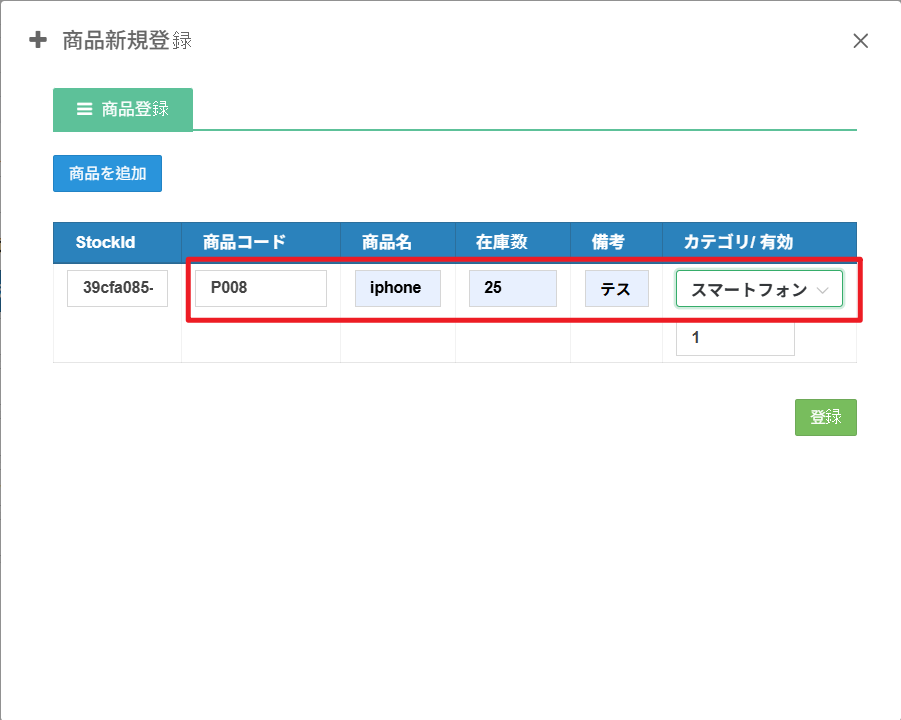 商品新規登録
商品登録
商品を追加
StockId 商品コード 商品名 在庫数 備考 カテゴリ/ 有効
39cfa085- P008 iphone 25 テス スマートフォン
1
登録